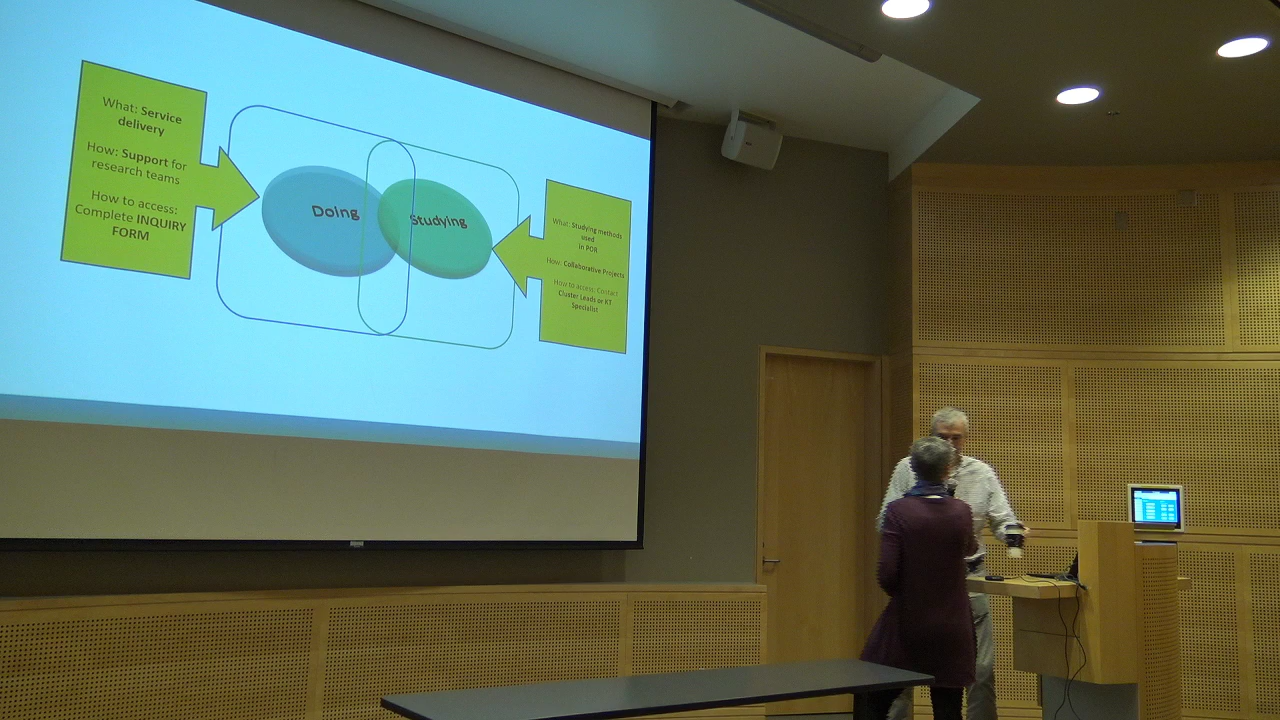 What: Service
delivery
How: Support for
research teams
How to access:
Complete INQUIRY
FORM
Doing
Studying
What: Studying methods
used
in POR
How: Collaborative Projects
How to access: Contact
Cluster Leads or KT
Specialist